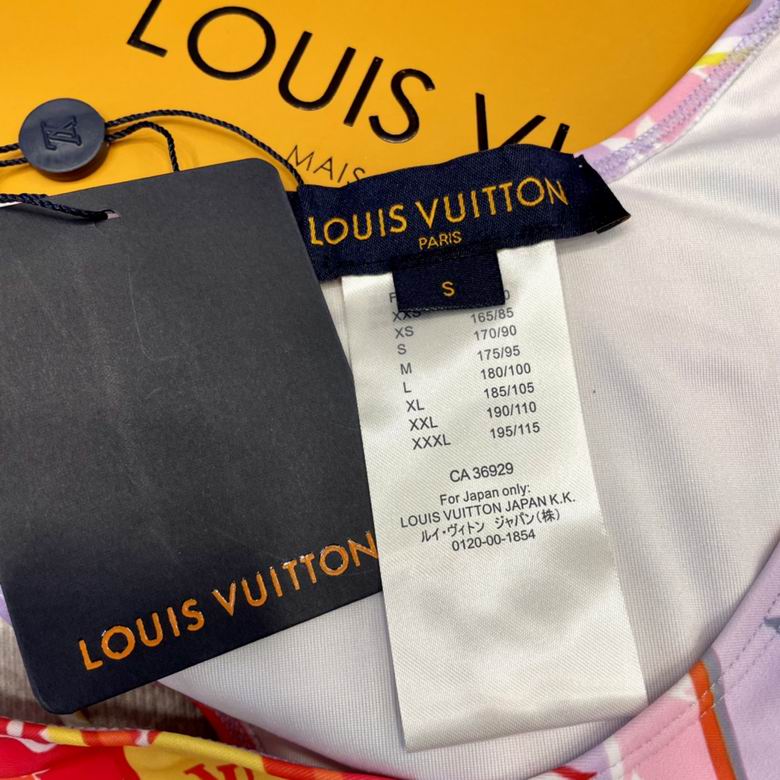 LOUIS VUI
MAIS
LOUIS VUITTON
PARIS
S
XXS 165/85
XS 170/90
S 175/95
M 180/100
L 185/105
XL 190/110
XXL 195/115
XXXL
CA 36929
For Japan only:
LOUIS VUITTON JAPAN K.K.
ルイ・ヴィトン ジャパン(株)
0120-00-1854
LOUIS VUITTON